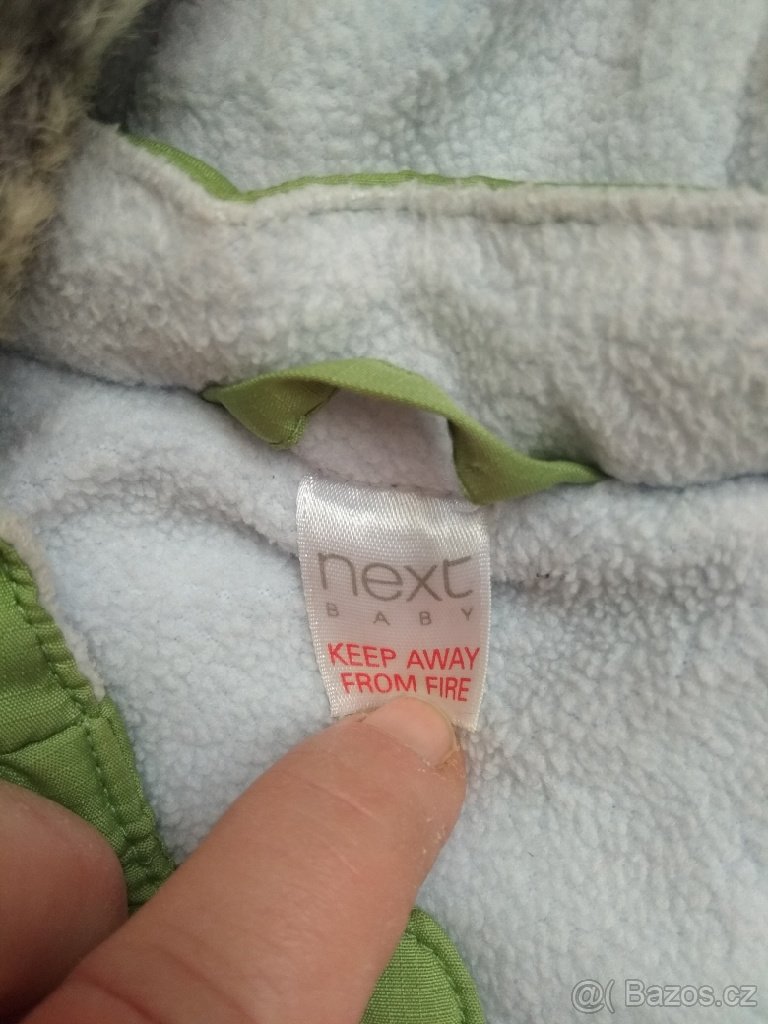 next
BABY
KEEP AWAY
FROM FIRE
@( Bazos.cz